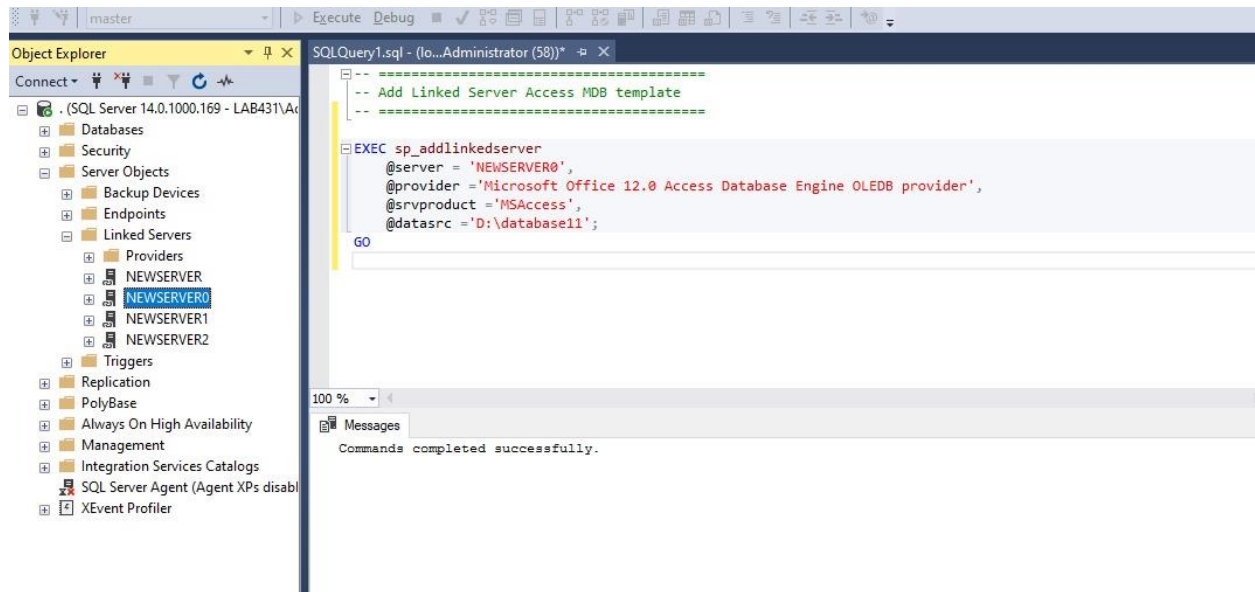 master
Execute Debug
Object Explorer
Connect
. (SQL Server 14.0.1000.169 - LAB431\Ad
Databases
Security
Server Objects
Backup Devices
Endpoints
Linked Servers
Providers
NEWSERVER
NEWSERVER0
NEWSERVER1
NEWSERVER2
Triggers
Replication
PolyBase
Always On High Availability
Management
Integration Services Catalogs
SQL Server Agent (Agent XPs disabl
XEvent Profiler
SQLQuery1.sql - (lo...Administrator (58))*
-- ========================================
-- Add Linked Server Access MDB template
-- ========================================
EXEC sp_addlinkedserver
@server = 'NEWSERVER0',
@provider ='Microsoft Office 12.0 Access Database Engine OLEDB provider',
@srvproduct ='MSAccess',
@datasrc ='D:\database11';
GO
100 %
Messages
Commands completed successfully.